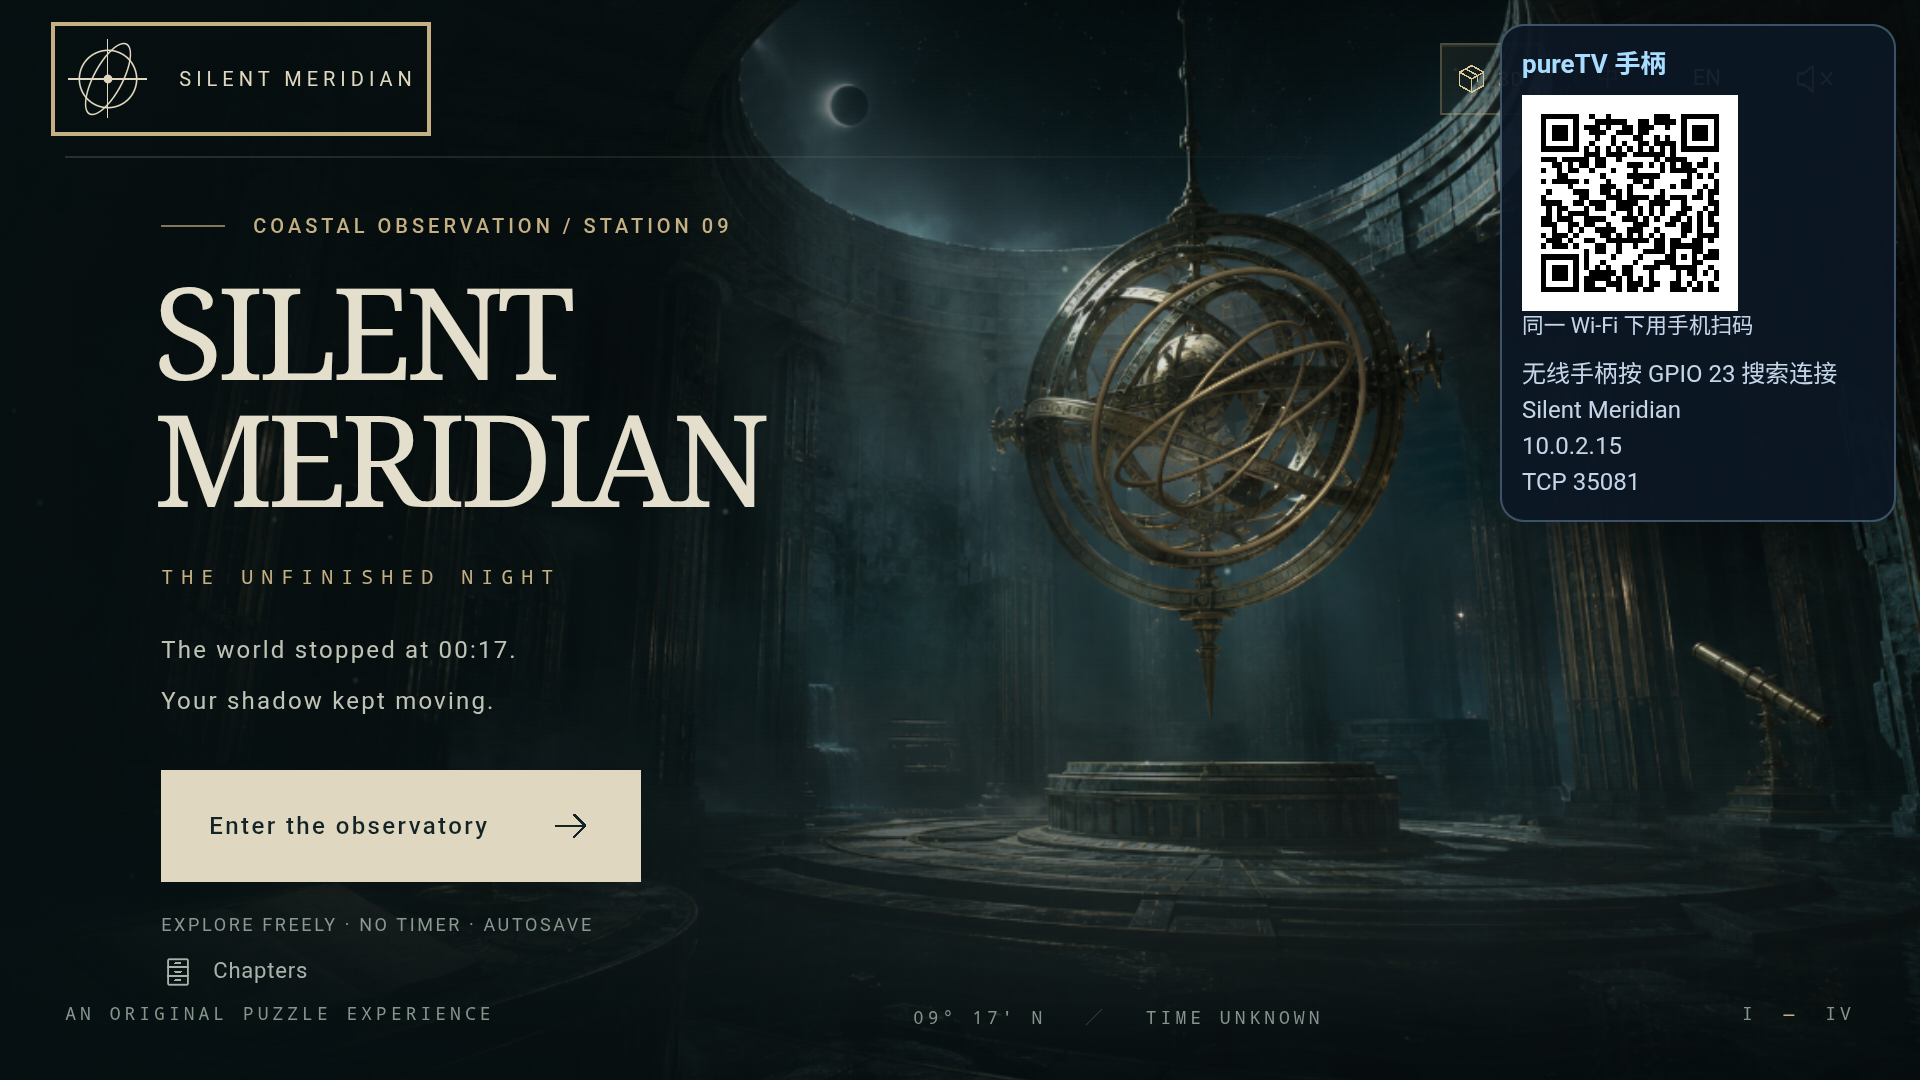 SILENT MERIDIAN
EN
pureTV 手柄
同一 Wi-Fi 下用手机扫码
无线手柄按 GPIO 23 搜索连接
Silent Meridian
10.0.2.15
TCP 35081
COASTAL OBSERVATION / STATION 09
SILENT
MERIDIAN
THE UNFINISHED NIGHT
The world stopped at 00:17.
Your shadow kept moving.
Enter the observatory
EXPLORE FREELY · NO TIMER · AUTOSAVE
Chapters
AN ORIGINAL PUZZLE EXPERIENCE
09° 17' N / TIME UNKNOWN
I — IV